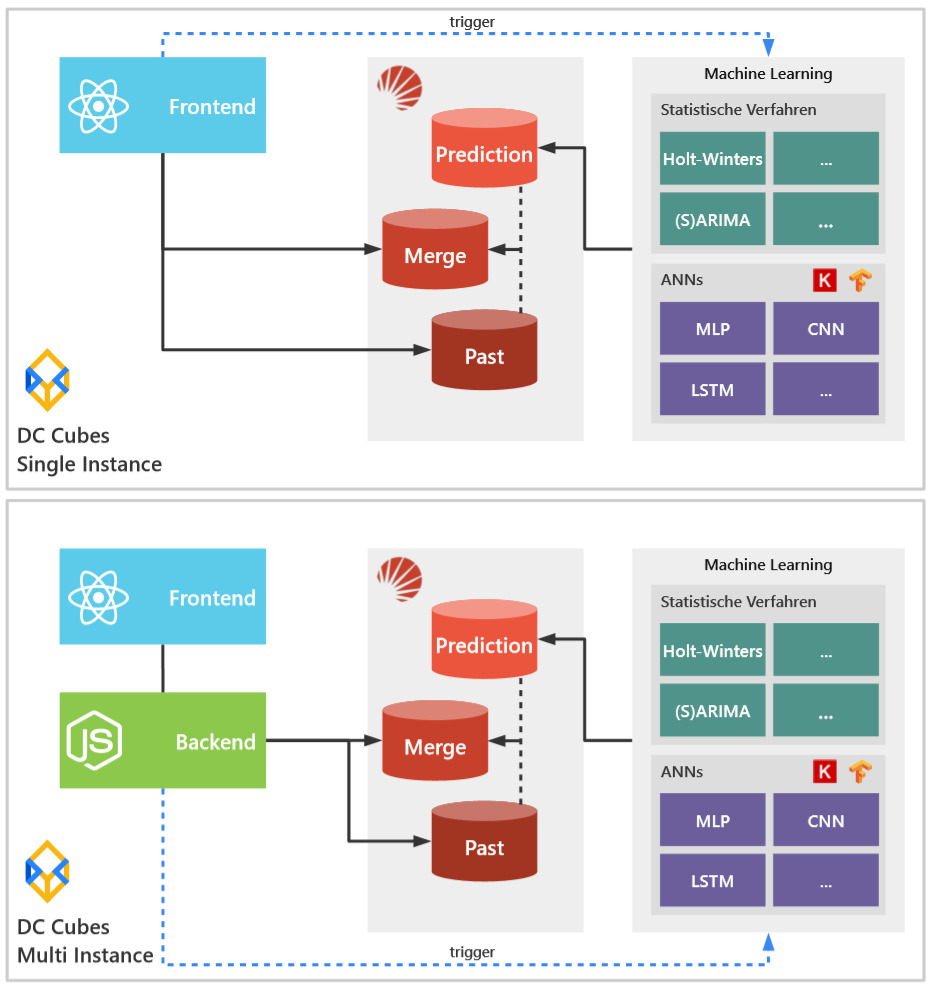 trigger
Frontend
Prediction
Merge
Past
Machine Learning
Statistische Verfahren
Holt-Winters
...
(S)ARIMA
...
ANNs
K
MLP
CNN
LSTM
...
DC Cubes
Single Instance
Frontend
JS
Backend
Prediction
Merge
Past
Machine Learning
Statistische Verfahren
Holt-Winters
...
(S)ARIMA
...
ANNs
K
MLP
CNN
LSTM
...
DC Cubes
Multi Instance
trigger